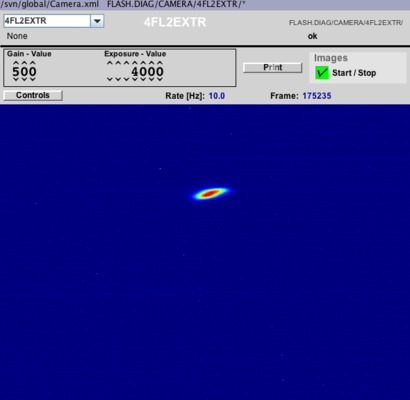 /svn/global/Camera.xml FLASH.DIAG/CAMERA/4FL2EXTR/*
4FL2EXTR 4FL2EXTR FLASH.DIAG/CAMERA/4FL2EXTR/
None ok
Gain - Value Exposure - Value Images
500 4000 Print Start / Stop
Controls Rate [Hz]: 10.0 Frame: 175235